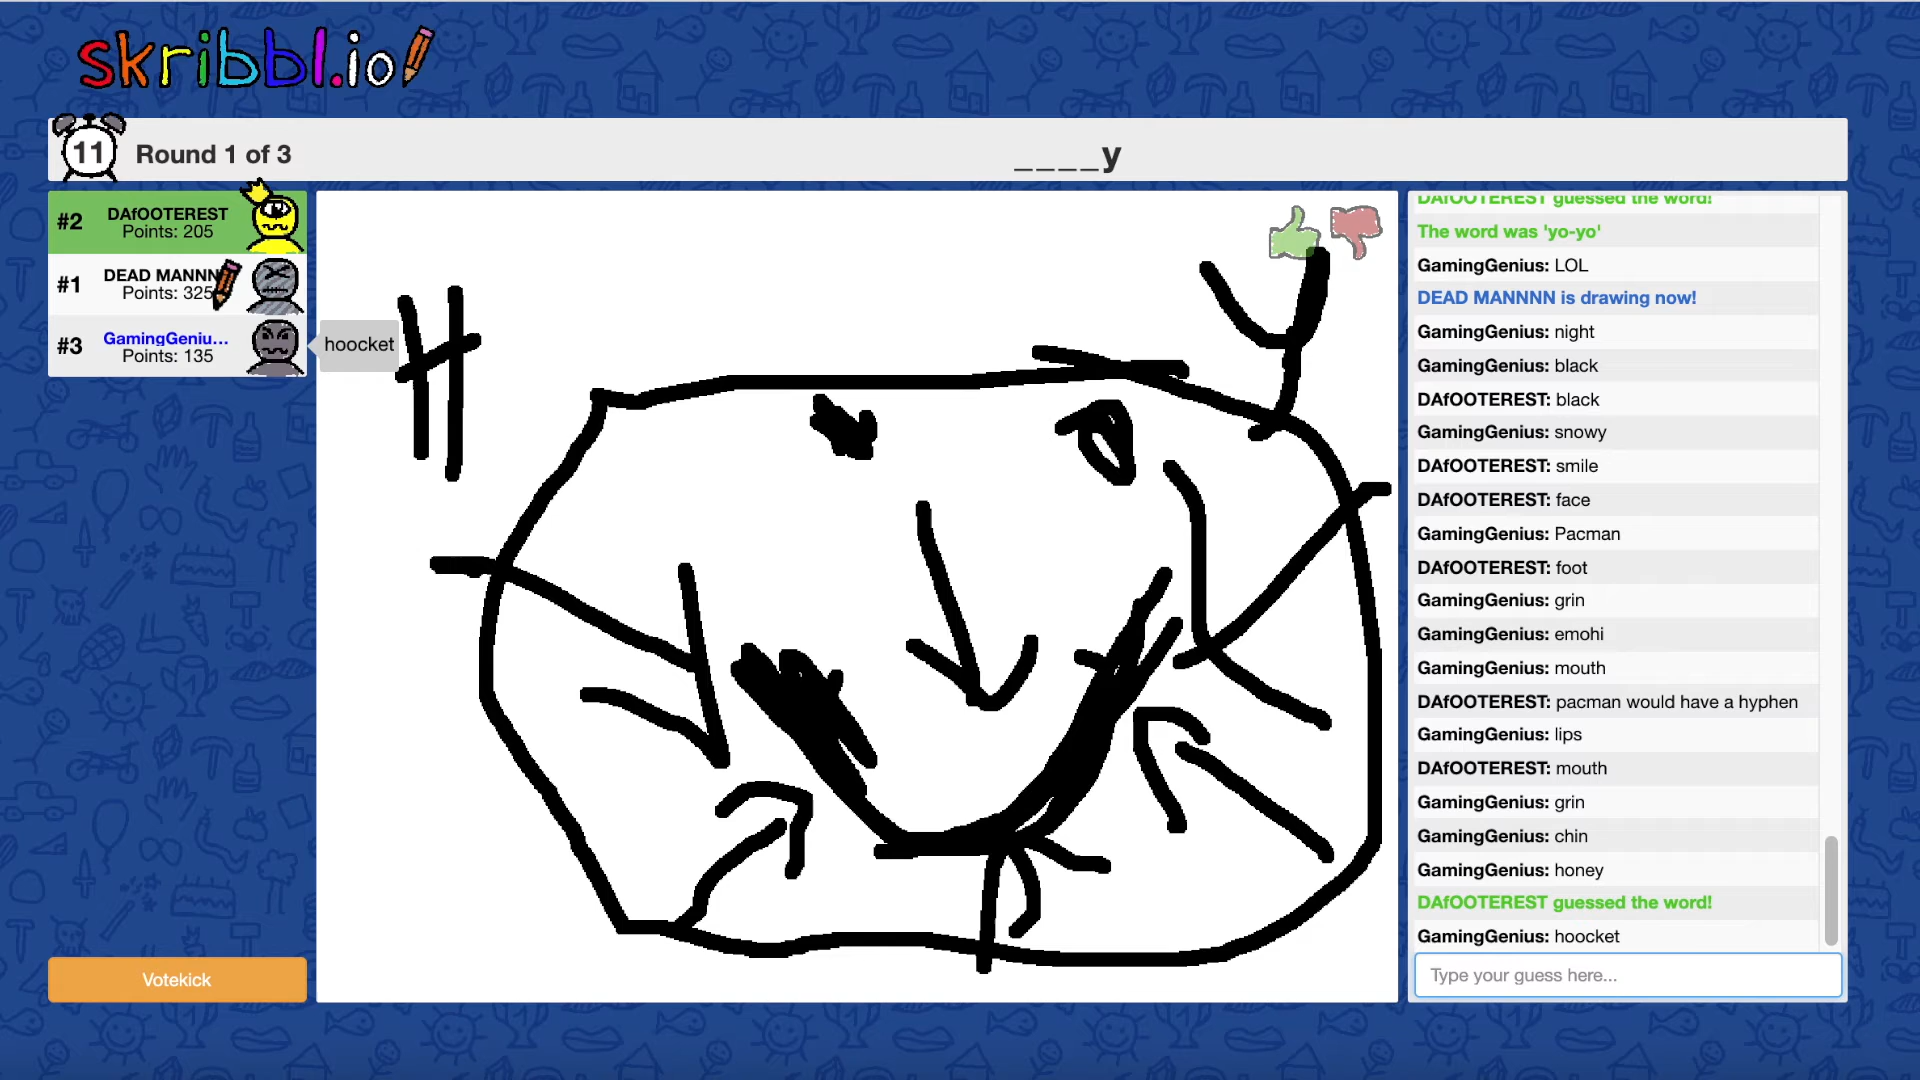 skribbl.io
11
Round 1 of 3
____y
#2
DAfOOTEREST
Points: 205
#1
DEAD MANNN
Points: 325
#3
GamingGeniu...
Points: 135
hoocket
H
Y
Votekick
DAfOOTEREST guessed the word!
The word was 'yo-yo'
GamingGenius: LOL
DEAD MANNNN is drawing now!
GamingGenius: night
GamingGenius: black
DAfOOTEREST: black
GamingGenius: snowy
DAfOOTEREST: smile
DAfOOTEREST: face
GamingGenius: Pacman
DAfOOTEREST: foot
GamingGenius: grin
GamingGenius: emohi
GamingGenius: mouth
DAfOOTEREST: pacman would have a hyphen
GamingGenius: lips
DAfOOTEREST: mouth
GamingGenius: grin
GamingGenius: chin
GamingGenius: honey
DAfOOTEREST guessed the word!
GamingGenius: hoocket
Type your guess here...